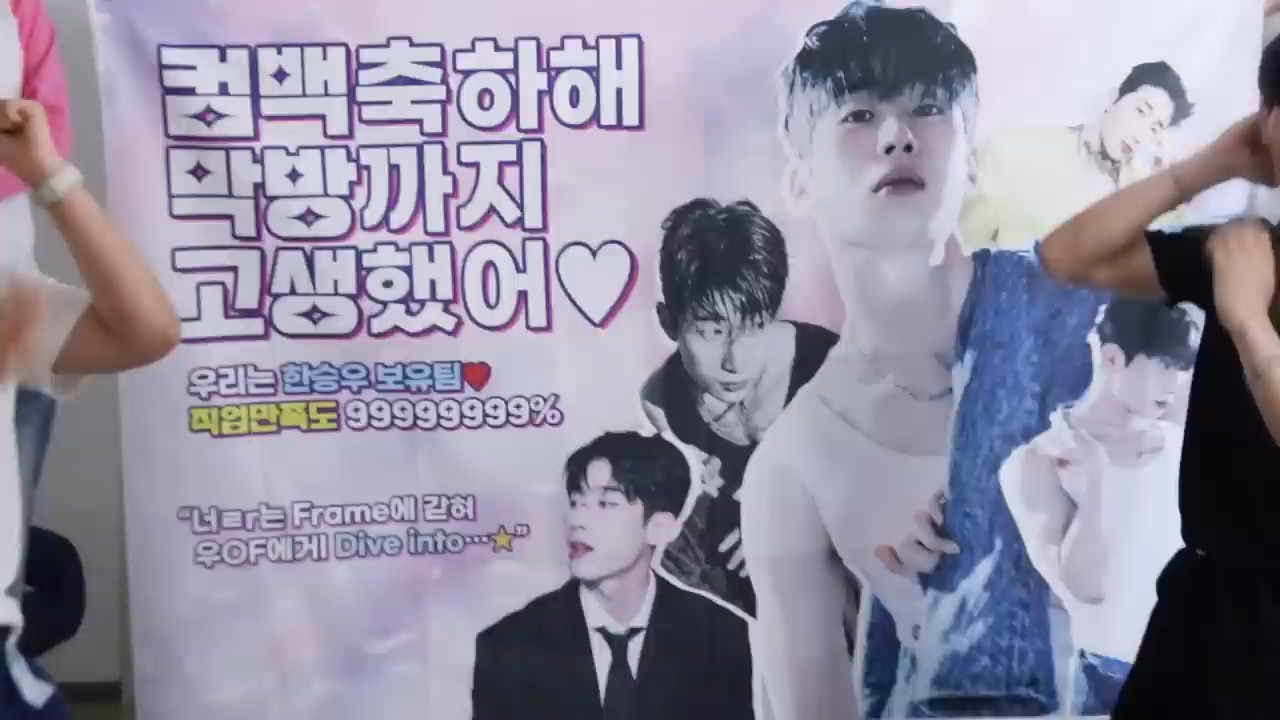 컴백축하해
막방까지
고생했어♡
우리는 한승우 보유팀♥
직업만족도 99999999%
“너ㄹr는 Frame에 갇혀
우OF에게 Dive into…⭐”